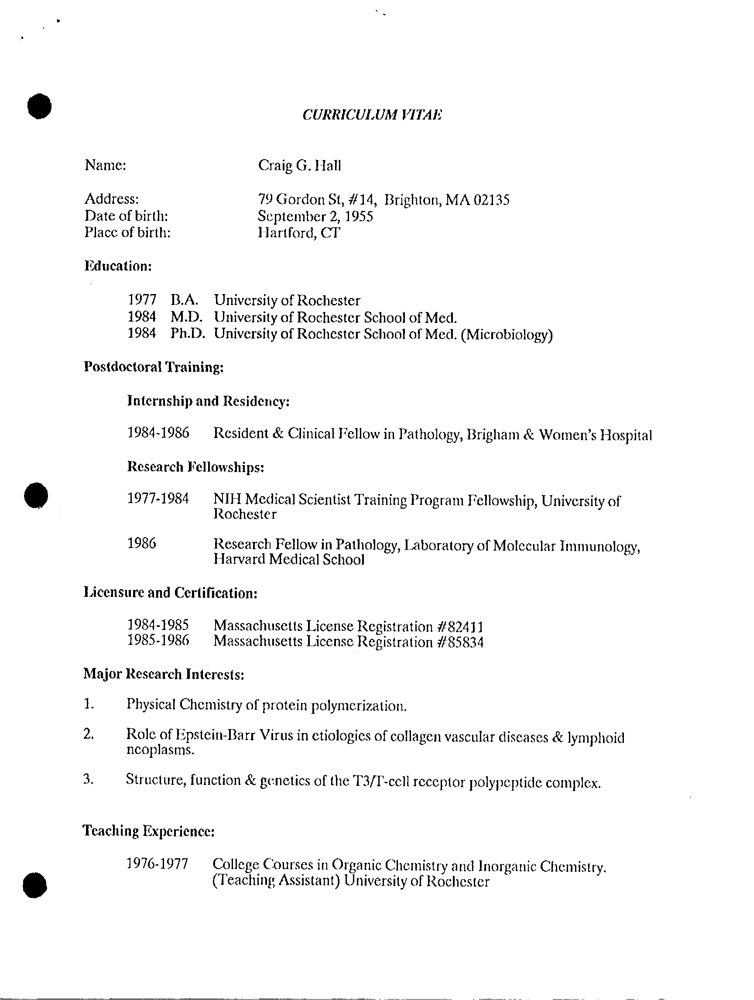 CURRICULUM VITAE
Name: Craig G. Hall
Address: 79 Gordon St, #14, Brighton, MA 02135
Date of birth: September 2, 1955
Place of birth: Hartford, CT
Education:
1977 B.A. University of Rochester
1984 M.D. University of Rochester School of Med.
1984 Ph.D. University of Rochester School of Med. (Microbiology)
Postdoctoral Training:
Internship and Residency:
1984-1986 Resident & Clinical Fellow in Pathology, Brigham & Women's Hospital
Research Fellowships:
1977-1984 NIH Medical Scientist Training Program Fellowship, University of
Rochester
1986 Research Fellow in Pathology, Laboratory of Molecular Immunology,
Harvard Medical School
Licensure and Certification:
1984-1985 Massachusetts License Registration #82411
1985-1986 Massachusetts License Registration #85834
Major Research Interests:
1. Physical Chemistry of protein polymerization.
2. Role of Epstein-Barr Virus in etiologies of collagen vascular diseases & lymphoid
neoplasms.
3. Structure, function & genetics of the T3/T-cell receptor polypeptide complex.
Teaching Experience:
1976-1977 College Courses in Organic Chemistry and Inorganic Chemistry.
(Teaching Assistant) University of Rochester